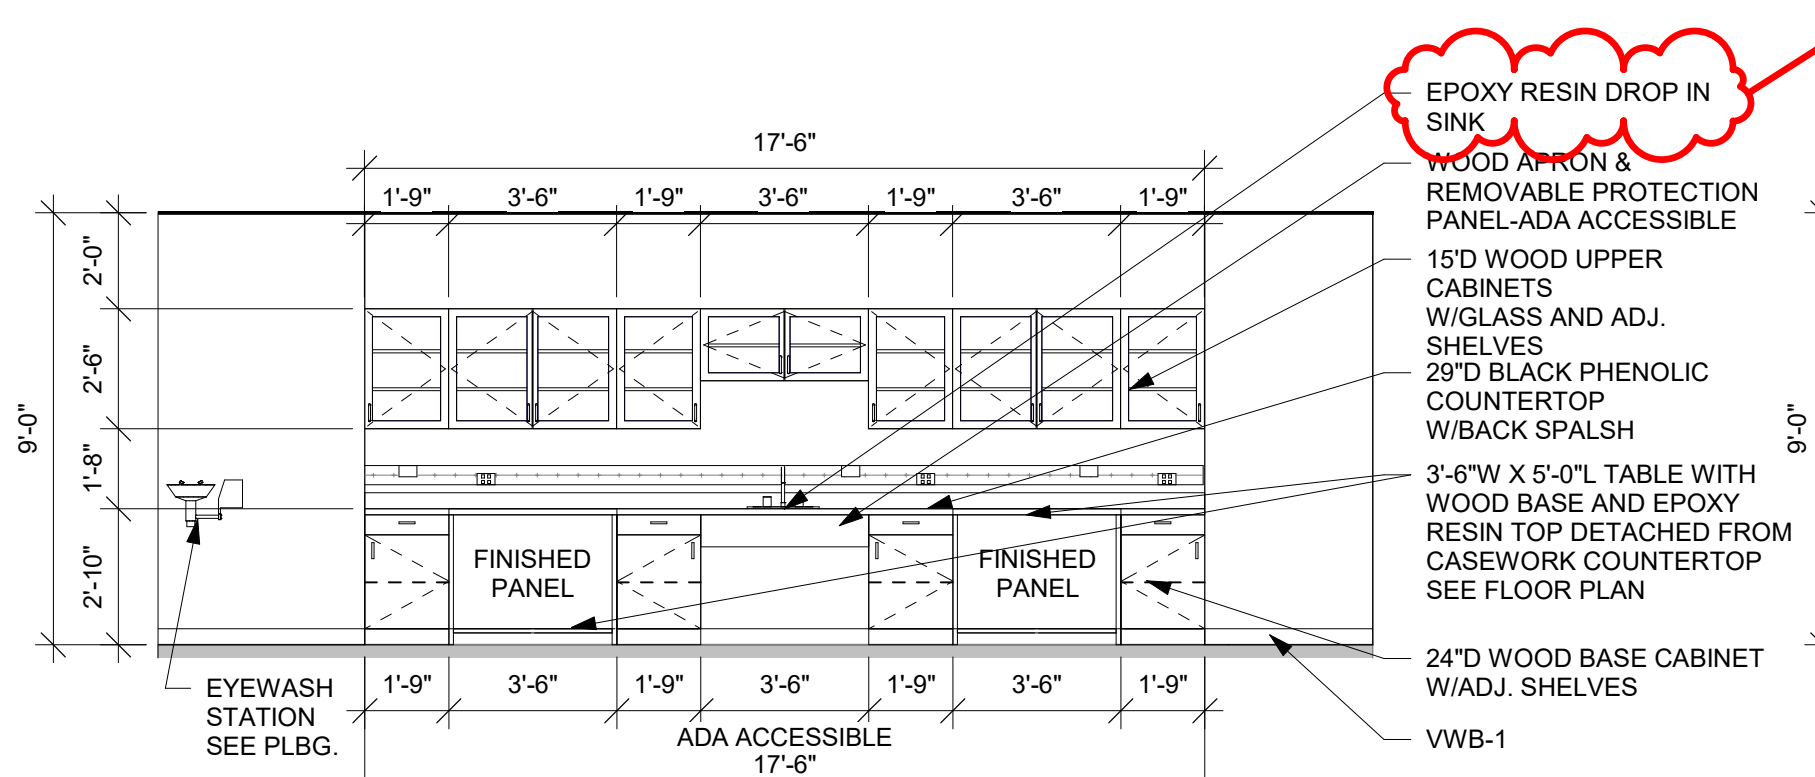 EPOXY RESIN DROP IN
SINK
17'-6"
WOOD APRON &
REMOVABLE PROTECTION
PANEL-ADA ACCESSIBLE
1'-9"
3'-6"
1'-9"
3'-6"
1'-9"
3'-6"
1'-9"
2'-0"
2'-6"
1'-8"
2'-10"
9'-0"
15'D WOOD UPPER
CABINETS
W/GLASS AND ADJ.
SHELVES
29"D BLACK PHENOLIC
COUNTERTOP
W/BACK SPALSH
9'-0"
3'-6"W X 5'-0"L TABLE WITH
WOOD BASE AND EPOXY
RESIN TOP DETACHED FROM
CASEWORK COUNTERTOP
SEE FLOOR PLAN
FINISHED
PANEL
FINISHED
PANEL
24"D WOOD BASE CABINET
W/ADJ. SHELVES
VWB-1
EYEWASH
STATION
SEE PLBG.
1'-9"
3'-6"
1'-9"
3'-6"
1'-9"
3'-6"
1'-9"
ADA ACCESSIBLE
17'-6"